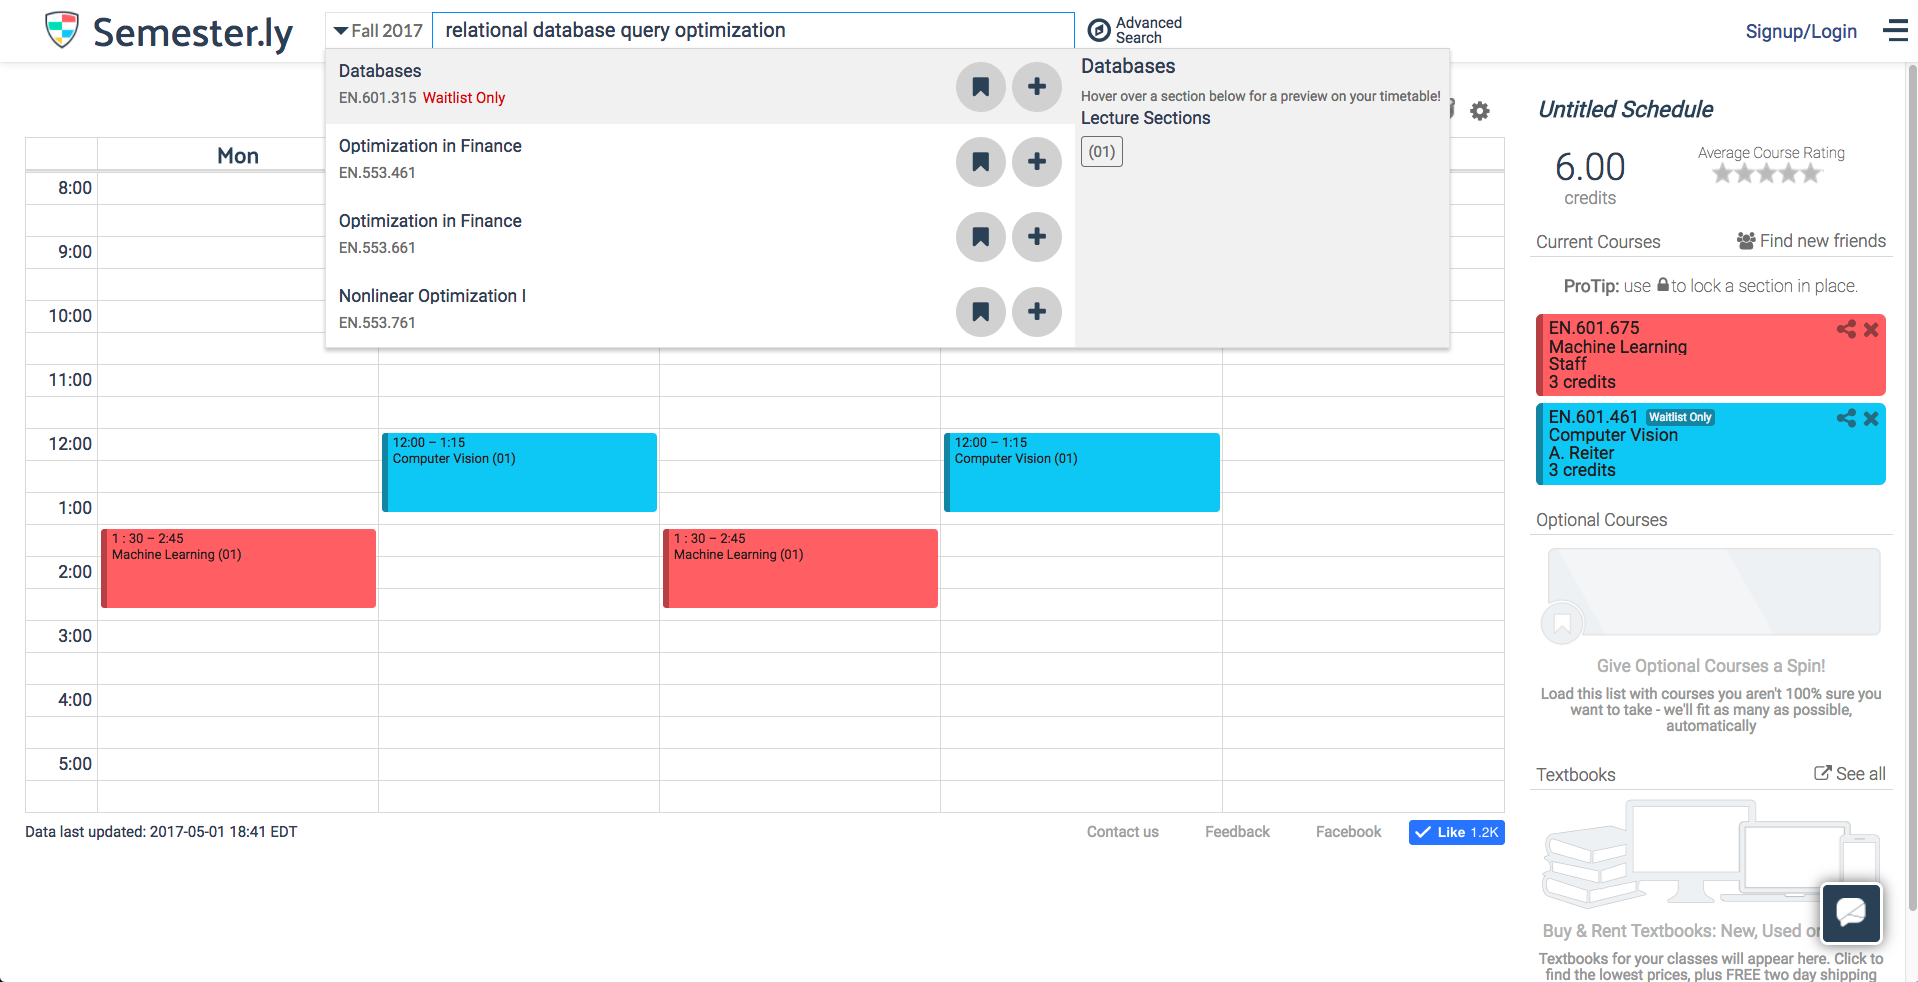 Semester.ly
Fall 2017
relational database query optimization
Advanced
Search
Signup/Login
Databases
EN.601.315 Waitlist Only
Optimization in Finance
EN.553.461
Optimization in Finance
EN.553.661
Nonlinear Optimization I
EN.553.761
Databases
Hover over a section below for a preview on your timetable!
Lecture Sections
(01)
Mon
8:00
9:00
10:00
11:00
12:00
1:00
2:00
3:00
4:00
5:00
12:00 – 1:15
Computer Vision (01)
12:00 – 1:15
Computer Vision (01)
1 : 30 – 2:45
Machine Learning (01)
1 : 30 – 2:45
Machine Learning (01)
Data last updated: 2017-05-01 18:41 EDT
Contact us
Feedback
Facebook
Like 1.2K
Untitled Schedule
6.00
credits
Average Course Rating
Current Courses
Find new friends
ProTip: use to lock a section in place.
EN.601.675
Machine Learning
Staff
3 credits
EN.601.461 Waitlist Only
Computer Vision
A. Reiter
3 credits
Optional Courses
Give Optional Courses a Spin!
Load this list with courses you aren't 100% sure you
want to take - we'll fit as many as possible,
automatically
Textbooks
See all
Buy & Rent Textbooks: New, Used or
Textbooks for your classes will appear here. Click to
find the lowest prices, plus FREE two day shipping